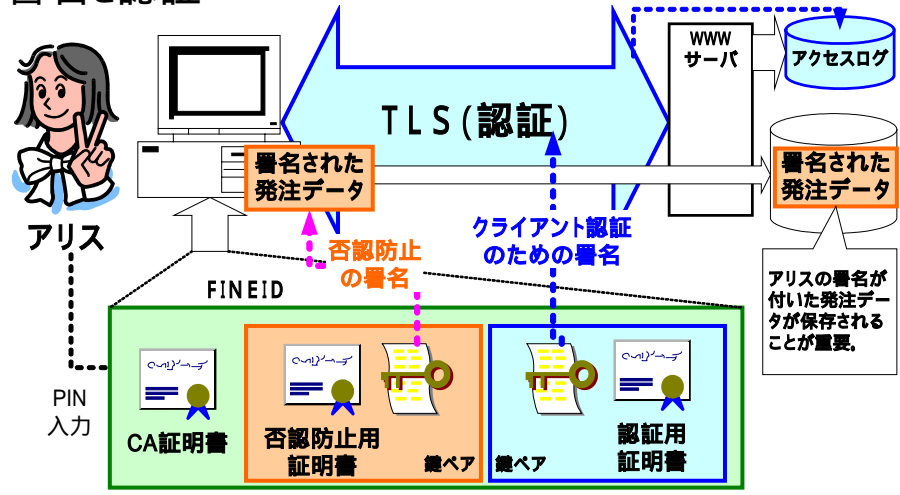 WWW
サーバ
アクセスログ
TLS(認証)
署名された
発注データ
署名された
発注データ
アリス
クライアント認証
のための署名
否認防止
の署名
アリスの署名が
付いた発注デー
タが保存される
ことが重要。
FINEID
PIN
入力
CA証明書
否認防止用
証明書
鍵ペア
鍵ペア
認証用
証明書